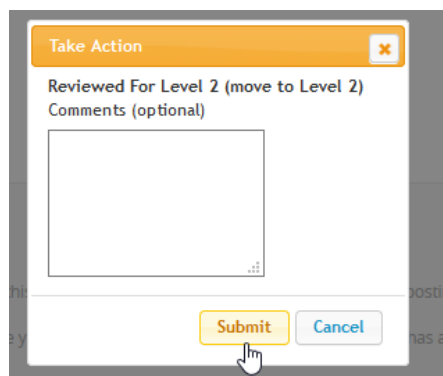 Take Action
Reviewed For Level 2 (move to Level 2)
Comments (optional)
Submit
Cancel